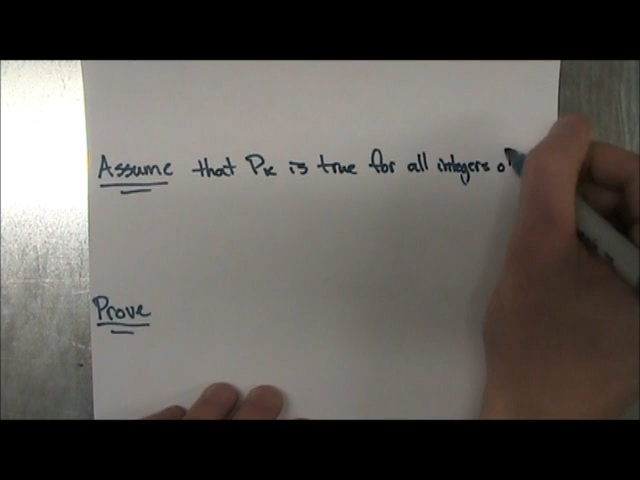 Assume that Pk is true for all integers
Prove